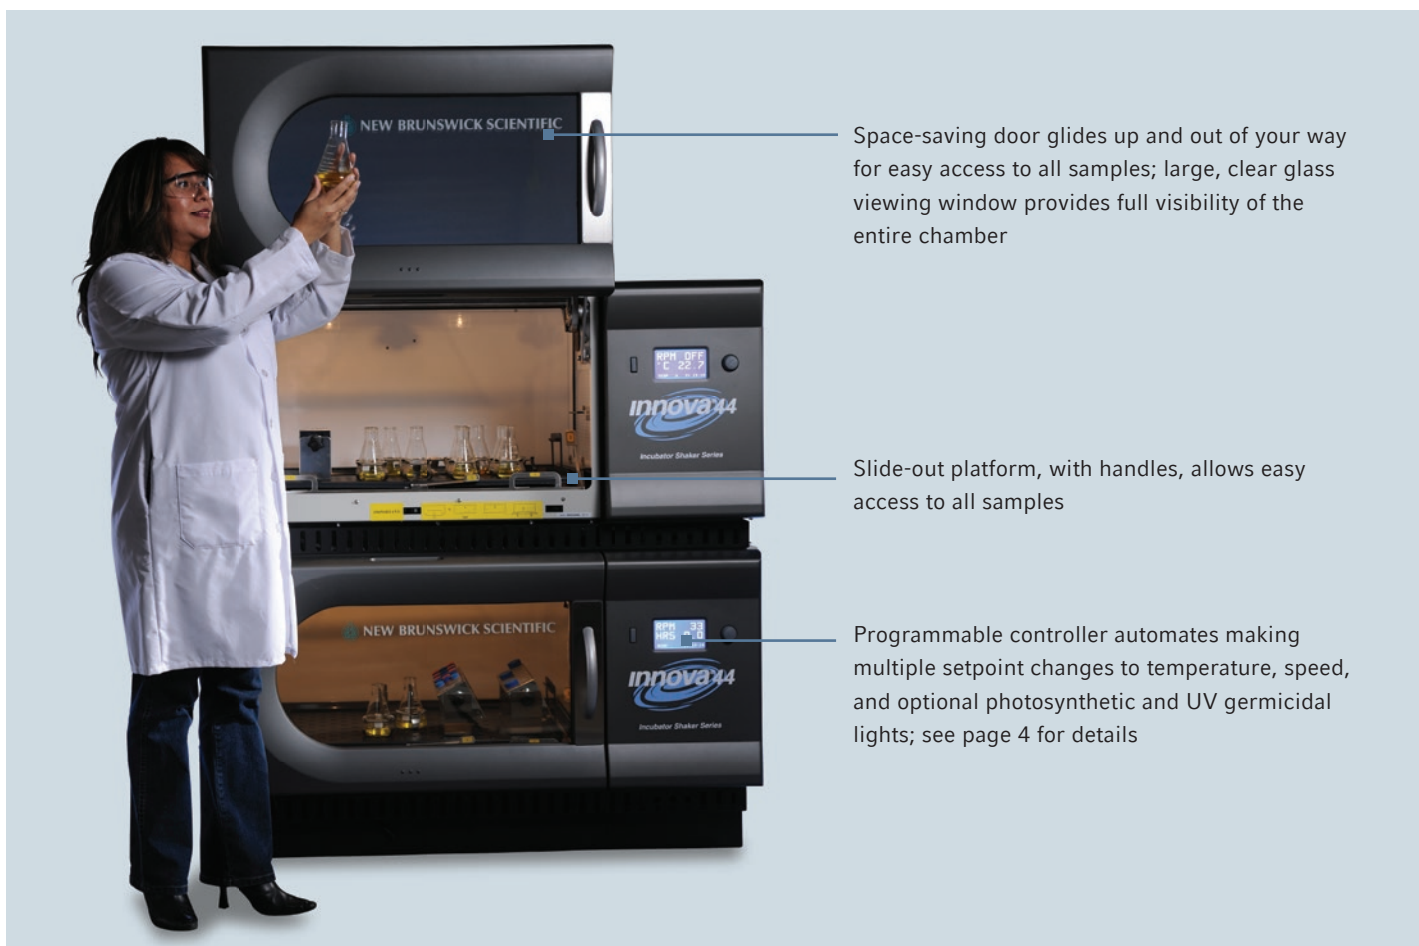 NEW BRUNSWICK SCIENTIFIC
Space-saving door glides up and out of your way
for easy access to all samples; large, clear glass
viewing window provides full visibility of the
entire chamber
RPM OFF
°C 22.7
innova 44
Incubator Shaker Series
Slide-out platform, with handles, allows easy
access to all samples
NEW BRUNSWICK SCIENTIFIC
RPM 33
HRS 0.0
innova 44
Incubator Shaker Series
Programmable controller automates making
multiple setpoint changes to temperature, speed,
and optional photosynthetic and UV germicidal
lights; see page 4 for details